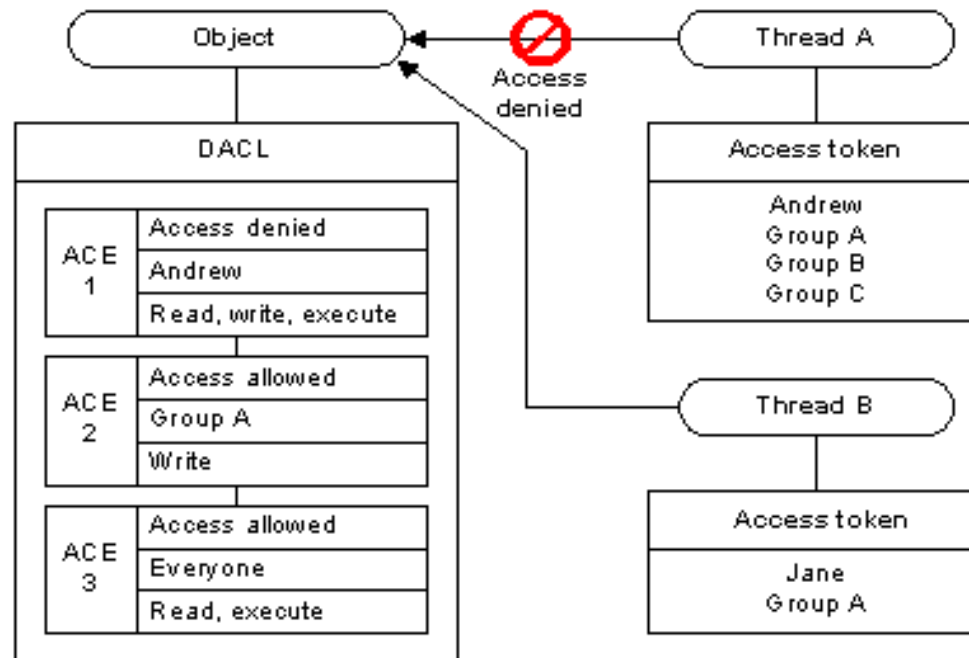 Object
Access
denied
Thread A
DACL
ACE
1
Access denied
Andrew
Read, write, execute
ACE
2
Access allowed
Group A
Write
ACE
3
Access allowed
Everyone
Read, execute
Access token
Andrew
Group A
Group B
Group C
Thread B
Access token
Jane
Group A